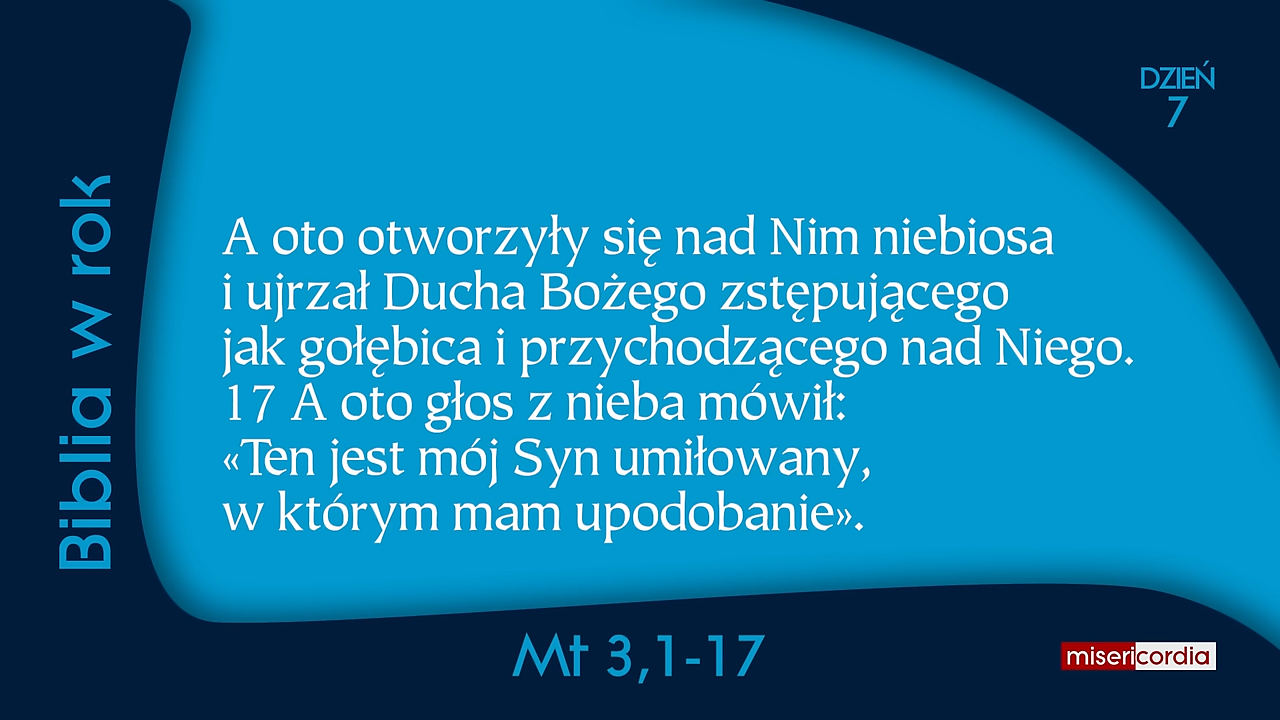 DZIEŃ
7
Biblia w rok
A oto otworzyły się nad Nim niebiosa
i ujrzał Ducha Bożego zstępującego
jak gołębica i przychodzącego nad Niego.
17 A oto głos z nieba mówił:
«Ten jest mój Syn umiłowany,
w którym mam upodobanie».
Mt 3,1-17
misericordia